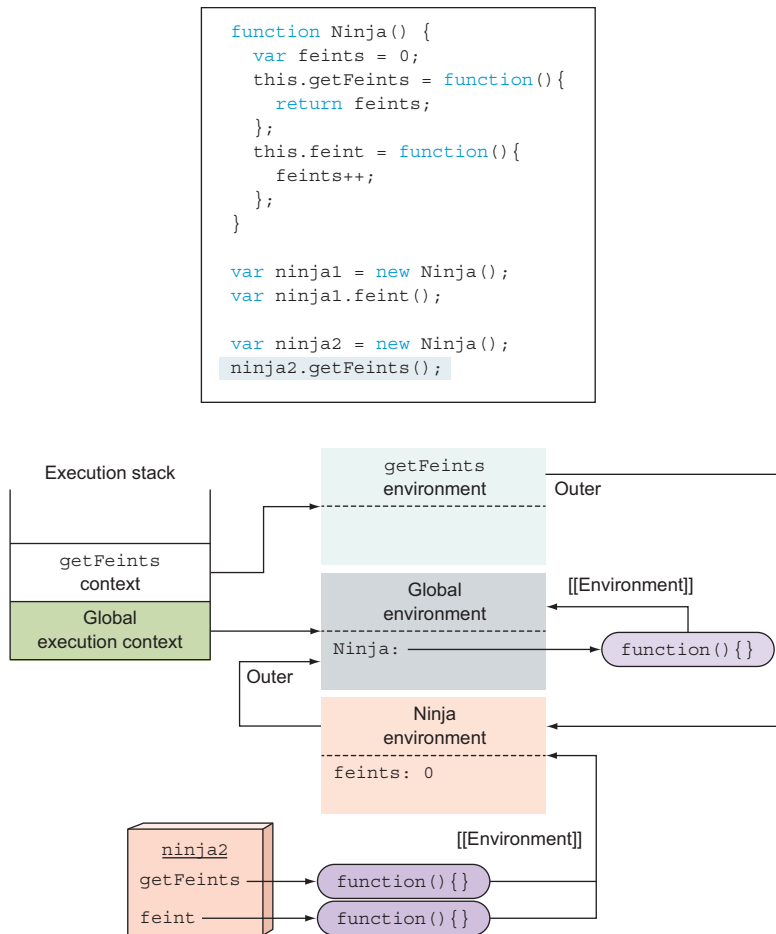 function Ninja() {
  var feints = 0;
  this.getFeints = function(){
    return feints;
  };
  this.feint = function(){
    feints++;
  };
}
var ninja1 = new Ninja();
var ninja1.feint();
var ninja2 = new Ninja();
ninja2.getFeints();
Execution stack
getFeints
context
Global
execution context
getFeints
environment
Outer
Global
environment
Ninja:
[[Environment]]
function(){}
Outer
Ninja
environment
feints: 0
[[Environment]]
ninja2
getFeints
function(){}
feint
function(){}